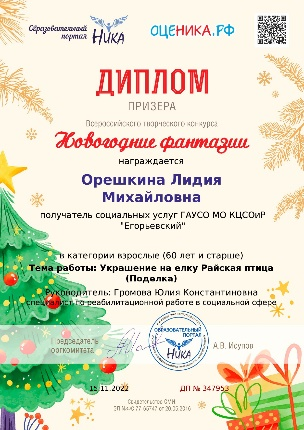 Образовательный
портал НИКА
ОЦЕНИКА.РФ
ДИПЛОМ
ПРИЗЕРА
Всероссийского творческого конкурса
Новогодние фантазии
награждается
Орешкина Лидия
Михайловна
получатель социальных услуг ГАУСО МО КЦСОиР
"Егорьевский"
в категории взрослые (60 лет и старше)
Тема работы: Украшение на елку Райская птица
(Поделка)
Руководитель: Громова Юлия Константиновна
специалист по реабилитационной работе в социальной сфере
Председатель
оргкомитета
ОБРАЗОВАТЕЛЬНЫЙ
ПОРТАЛ
НИКА
А.В. Исупов
15.11.2022
ДП № 347953
Свидетельство СМИ